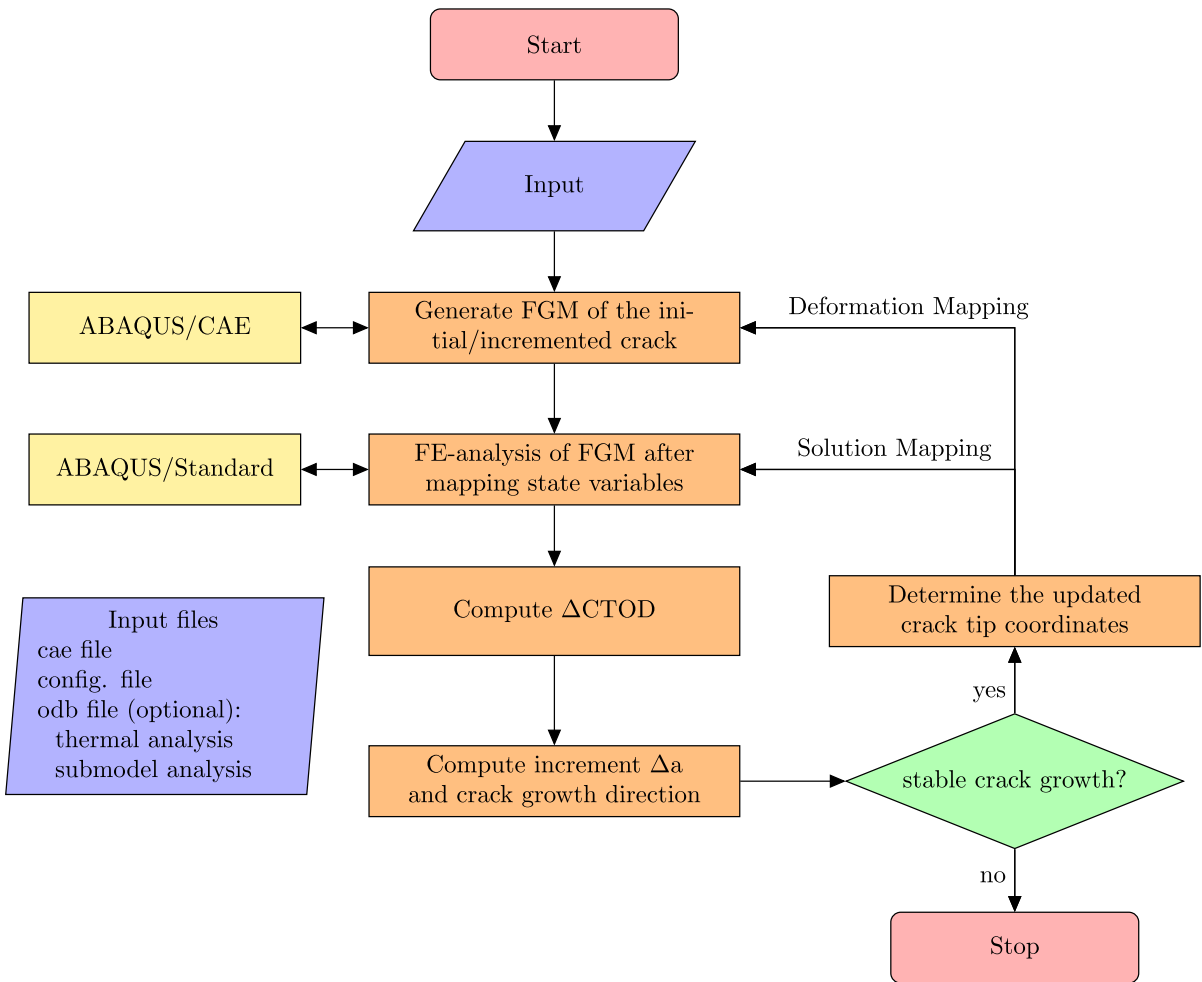 Start
Input
ABAQUS/CAE
Generate FGM of the ini-
tial/incremented crack
Deformation Mapping
ABAQUS/Standard
FE-analysis of FGM after
mapping state variables
Solution Mapping
Input files
cae file
config. file
odb file (optional):
thermal analysis
submodel analysis
Compute ΔCTOD
Determine the updated
crack tip coordinates
yes
Compute increment Δa
and crack growth direction
stable crack growth?
no
Stop